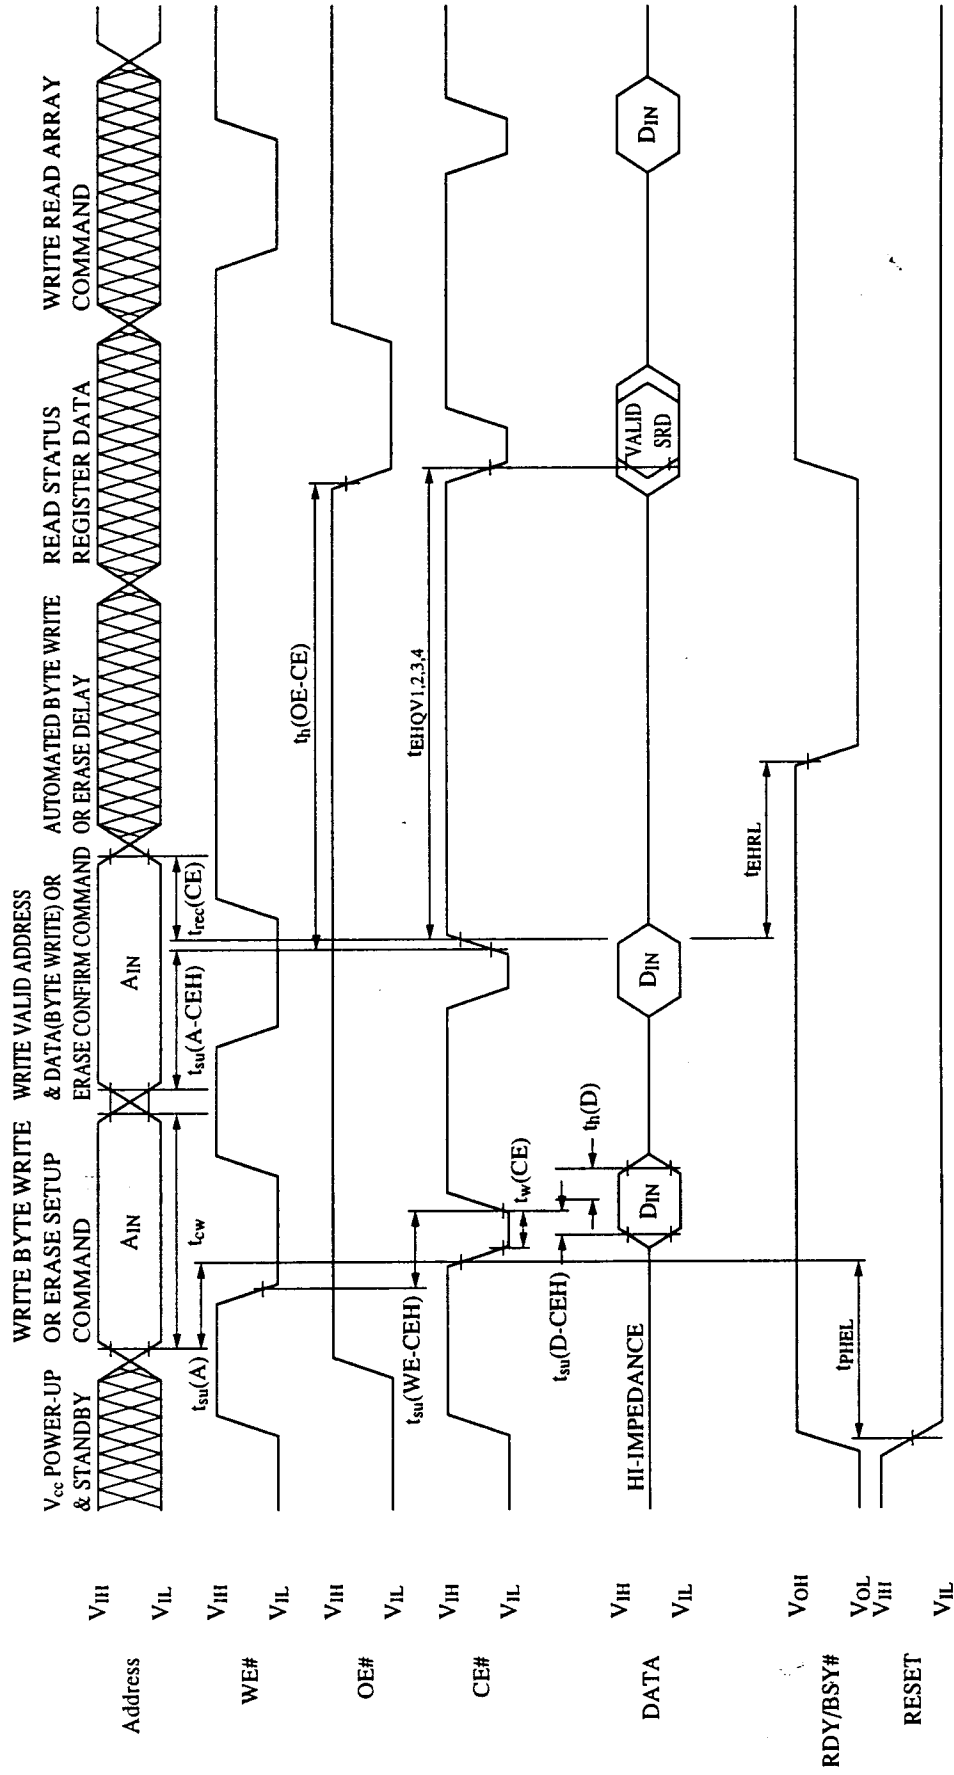 Vcc POWER-UP
& STANDBY
WRITE BYTE WRITE
OR ERASE SETUP
COMMAND
WRITE VALID ADDRESS
& DATA(BYTE WRITE) OR
ERASE CONFIRM COMMAND
AUTOMATED BYTE WRITE
OR ERASE DELAY
READ STATUS
REGISTER DATA
WRITE READ ARRAY
COMMAND
Address
VIH
VIL
AIN
AIN
tcw
tsu(A)
tsu(A-CEH)
trec(CE)
WE#
VIH
VIL
OE#
VIH
VIL
th(OE-CE)
tsu(WE-CEH)
CE#
VIH
VIL
tEHQV1,2,3,4
tw(CE)
tsu(D-CEH)
th(D)
DATA
VIH
VIL
HI-IMPEDANCE
DIN
DIN
VALID
SRD
DIN
tEHRL
RDY/BSY#
VOH
VOL
tPHEL
RESET
VIH
VIL